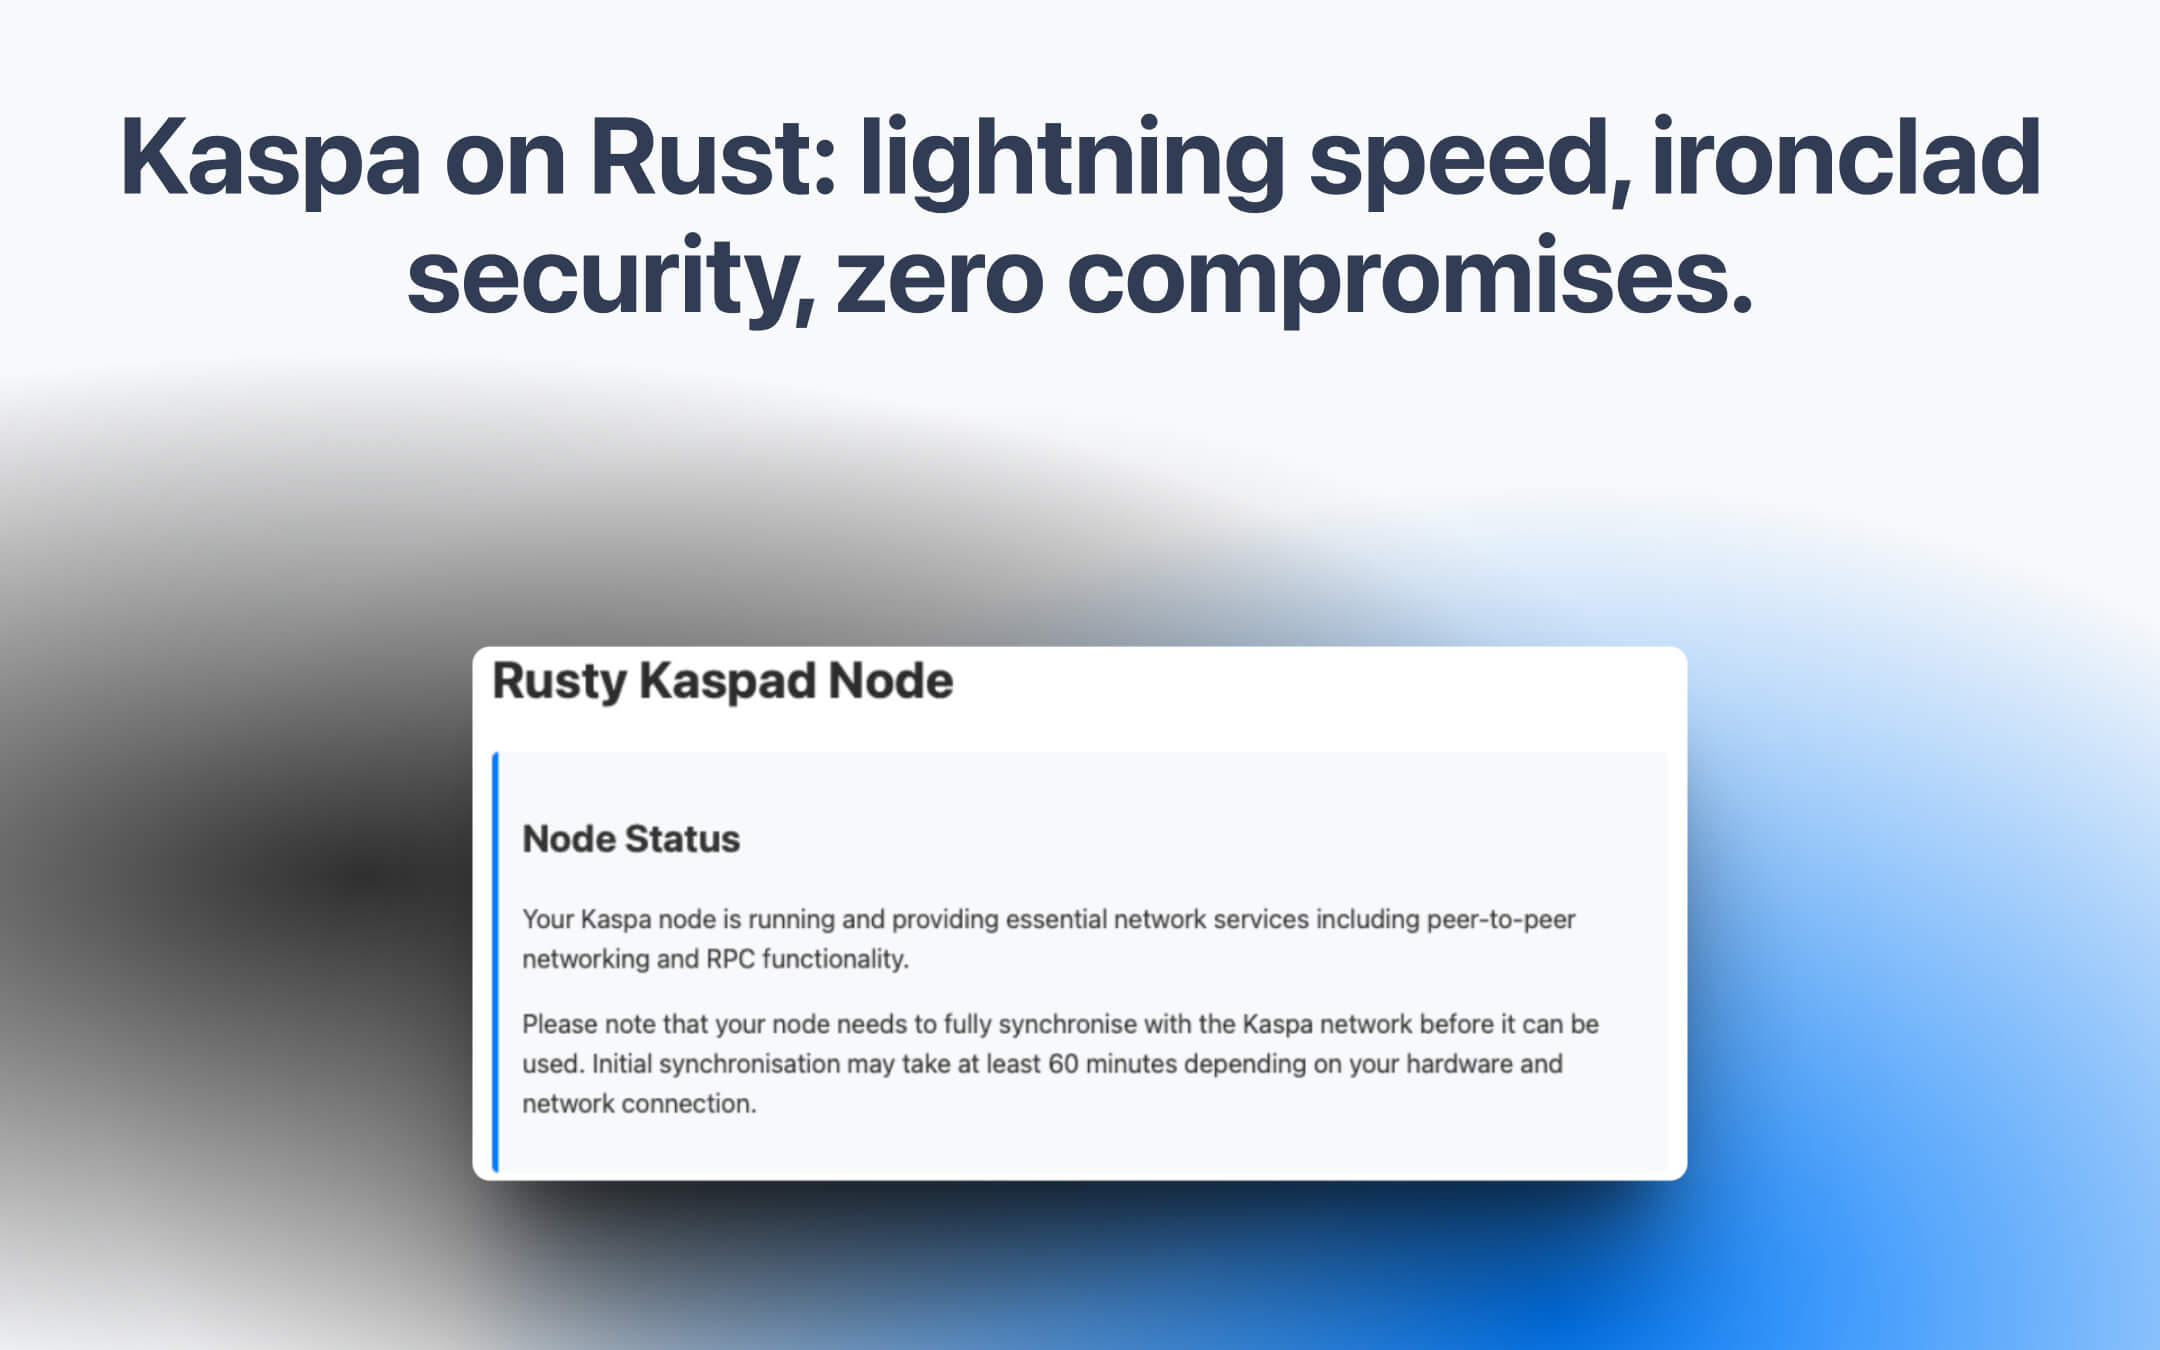 Kaspa on Rust: lightning speed, ironclad
security, zero compromises.
Rusty Kaspad Node
Node Status
Your Kaspa node is running and providing essential network services including peer-to-peer
networking and RPC functionality.
Please note that your node needs to fully synchronise with the Kaspa network before it can be
used. Initial synchronisation may take at least 60 minutes depending on your hardware and
network connection.